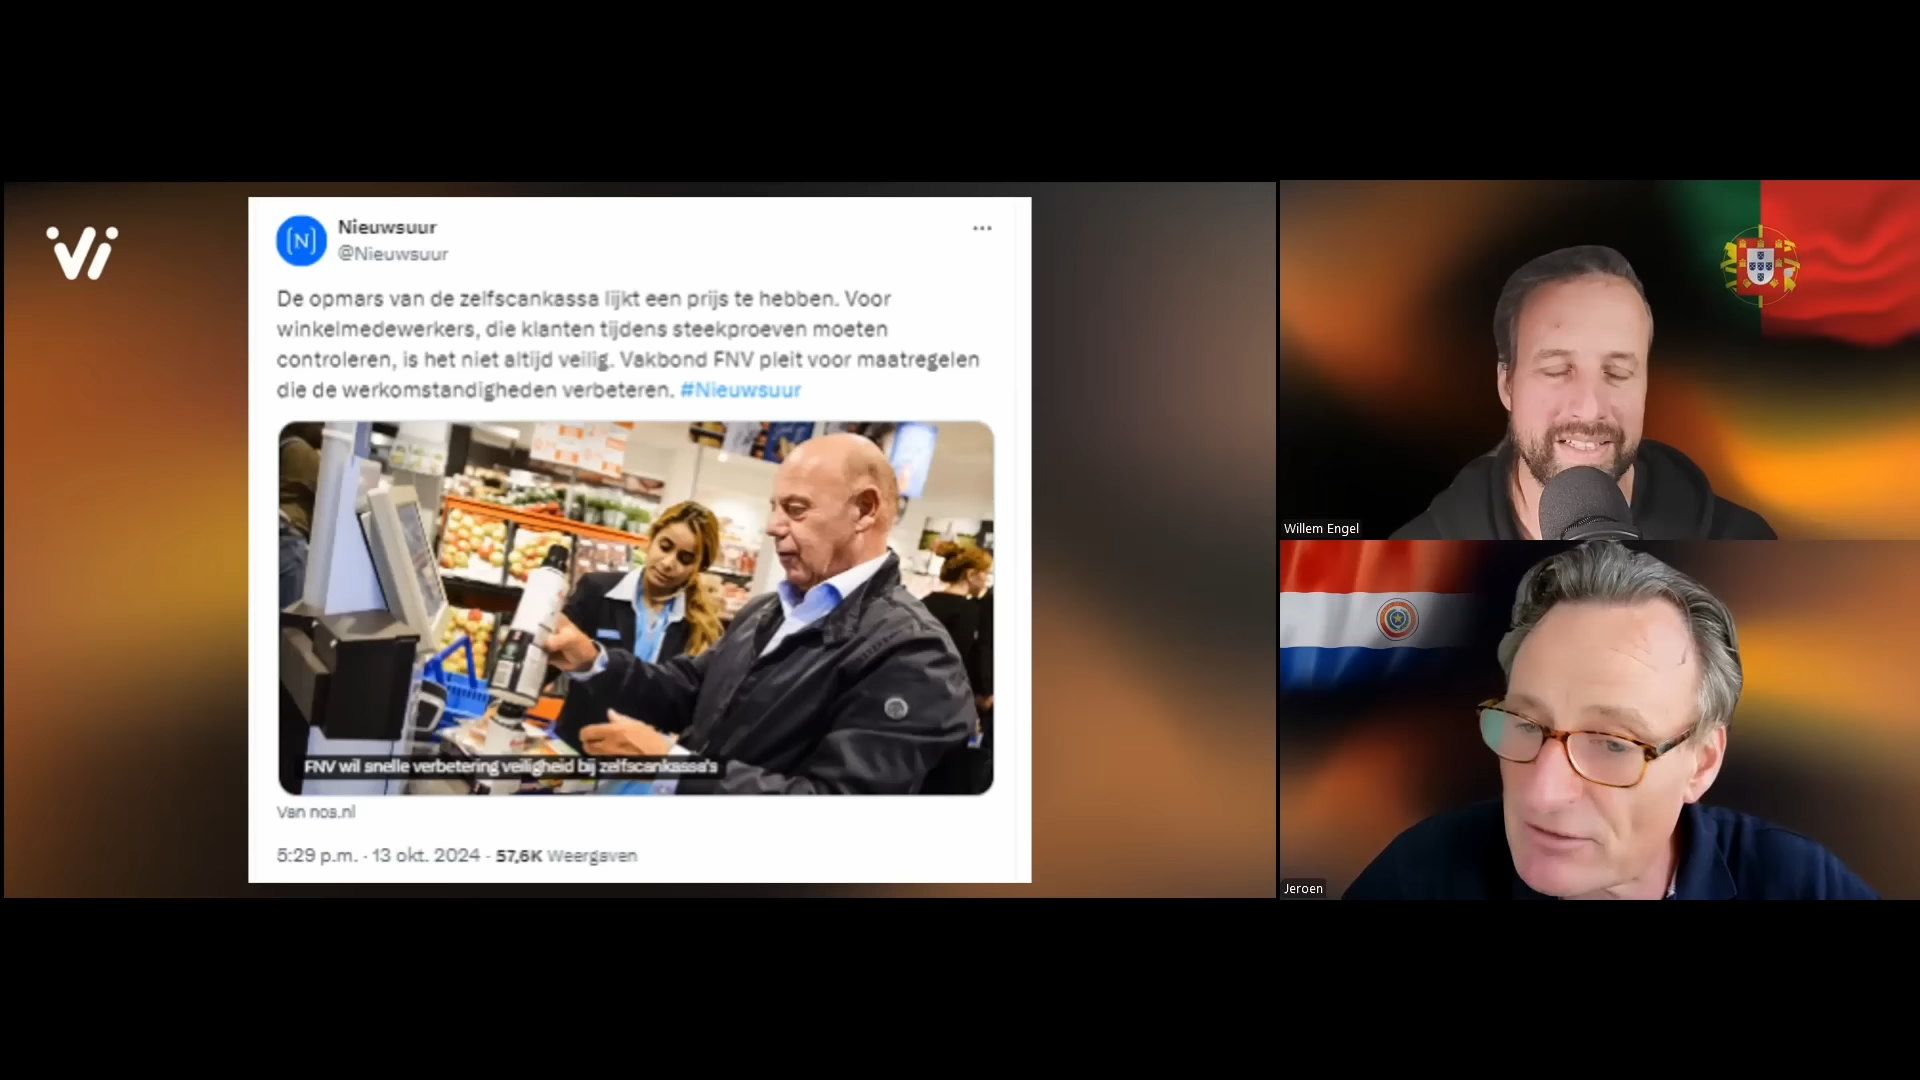 Nieuwsuur
@Nieuwsuur
De opmars van de zelfscankassa lijkt een prijs te hebben. Voor
winkelmedewerkers, die klanten tijdens steekproeven moeten
controleren, is het niet altijd veilig. Vakbond FNV pleit voor maatregelen
die de werkomstandigheden verbeteren. #Nieuwsuur
FNV wil snelle verbetering veiligheid bij zelfscankassa's
Van nos.nl
5:29 p.m. · 13 okt. 2024 · 57,6K Weergaven
Willem Engel
Jeroen